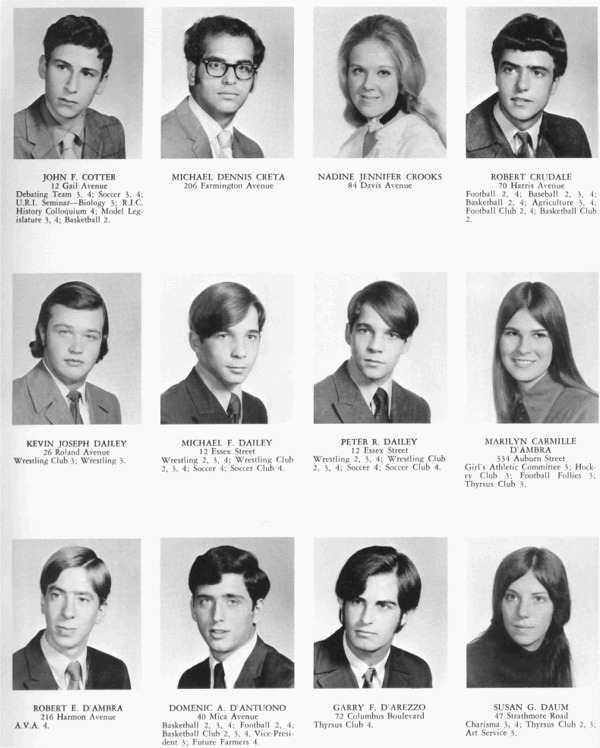 JOHN F. COTTER
12 Gail Avenue
Debating Team 3, 4; Soccer 3, 4;
U.R.I. Seminar—Biology 3; R.I.C.
History Colloquium 4; Model Leg-
islature 3, 4; Basketball 2.
MICHAEL DENNIS CRETA
206 Farmington Avenue
NADINE JENNIFER CROOKS
84 Davis Avenue
ROBERT CRUDALE
70 Harris Avenue
Football 2, 4; Baseball 2, 3, 4;
Basketball 2, 4; Agriculture 3, 4;
Football Club 2, 4; Basketball Club
2.
KEVIN JOSEPH DAILEY
26 Roland Avenue
Wrestling Club 3; Wrestling 3.
MICHAEL F. DAILEY
12 Essex Street
Wrestling 2, 3, 4; Wrestling Club
2, 3, 4; Soccer 4; Soccer Club 4.
PETER R. DAILEY
12 Essex Street
Wrestling 2, 3, 4; Wrestling Club
2, 3, 4; Soccer 4; Soccer Club 4.
MARILYN CARMILLE
D'AMBRA
334 Auburn Street
Girl's Athletic Committee 3; Hock-
ey Club 3; Football Follies 3;
Thyrsus Club 3.
ROBERT E. D'AMBRA
216 Harmon Avenue
A.V.A. 4.
DOMENIC A. D'ANTUONO
40 Mica Avenue
Basketball 2, 3, 4; Football 2, 4;
Basketball Club 2, 3, 4, Vice-Presi-
dent 3; Future Farmers 4.
GARRY F. D'AREZZO
72 Columbus Boulevard
Thyrsus Club 4.
SUSAN G. DAUM
47 Strathmore Road
Charisma 3, 4; Thyrsus Club 2, 3;
Art Service 3.